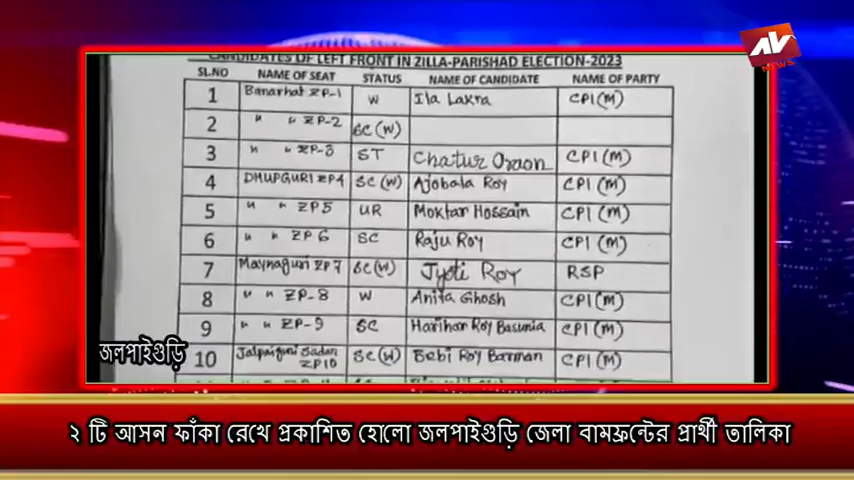 AV
NEWS
CANDIDATES OF LEFT FRONT IN ZILLA-PARISHAD ELECTION-2023
SL.NO NAME OF SEAT STATUS NAME OF CANDIDATE NAME OF PARTY
1 Banarhat ZP-1 W Ila Lakra CPI(M)
2 " " ZP-2 SC(W)
3 " " ZP-3 ST Chatur Oraon CPI(M)
4 DHUPGURI ZP4 SC(W) Ajobala Roy CPI(M)
5 " " ZP5 UR Moktar Hossain CPI(M)
6 " " ZP6 SC Raju Roy CPI(M)
7 Maynaguri ZP7 SC(W) Jyoti Roy RSP
8 " " ZP-8 W Anita Ghosh CPI(M)
9 " " ZP-9 SC Harihar Roy Basunia CPI(M)
10 Jalpaiguri Sadar ZP10 SC(W) Bebi Roy Barman CPI(M)
জলপাইগুড়ি
২ টি আসন ফাঁকা রেখে প্রকাশিত হোলো জলপাইগুড়ি জেলা বামফ্রন্টের প্রার্থী তালিকা